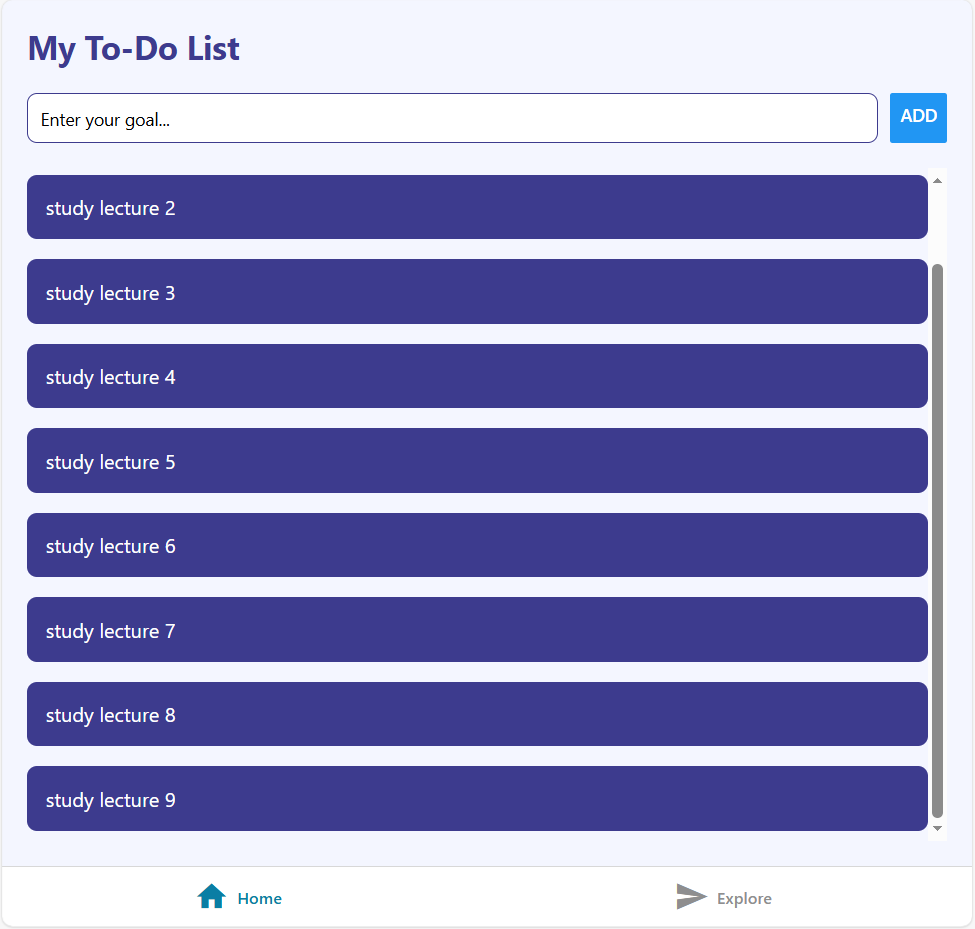 My To-Do List
Enter your goal...
ADD
study lecture 2
study lecture 3
study lecture 4
study lecture 5
study lecture 6
study lecture 7
study lecture 8
study lecture 9
Home
Explore